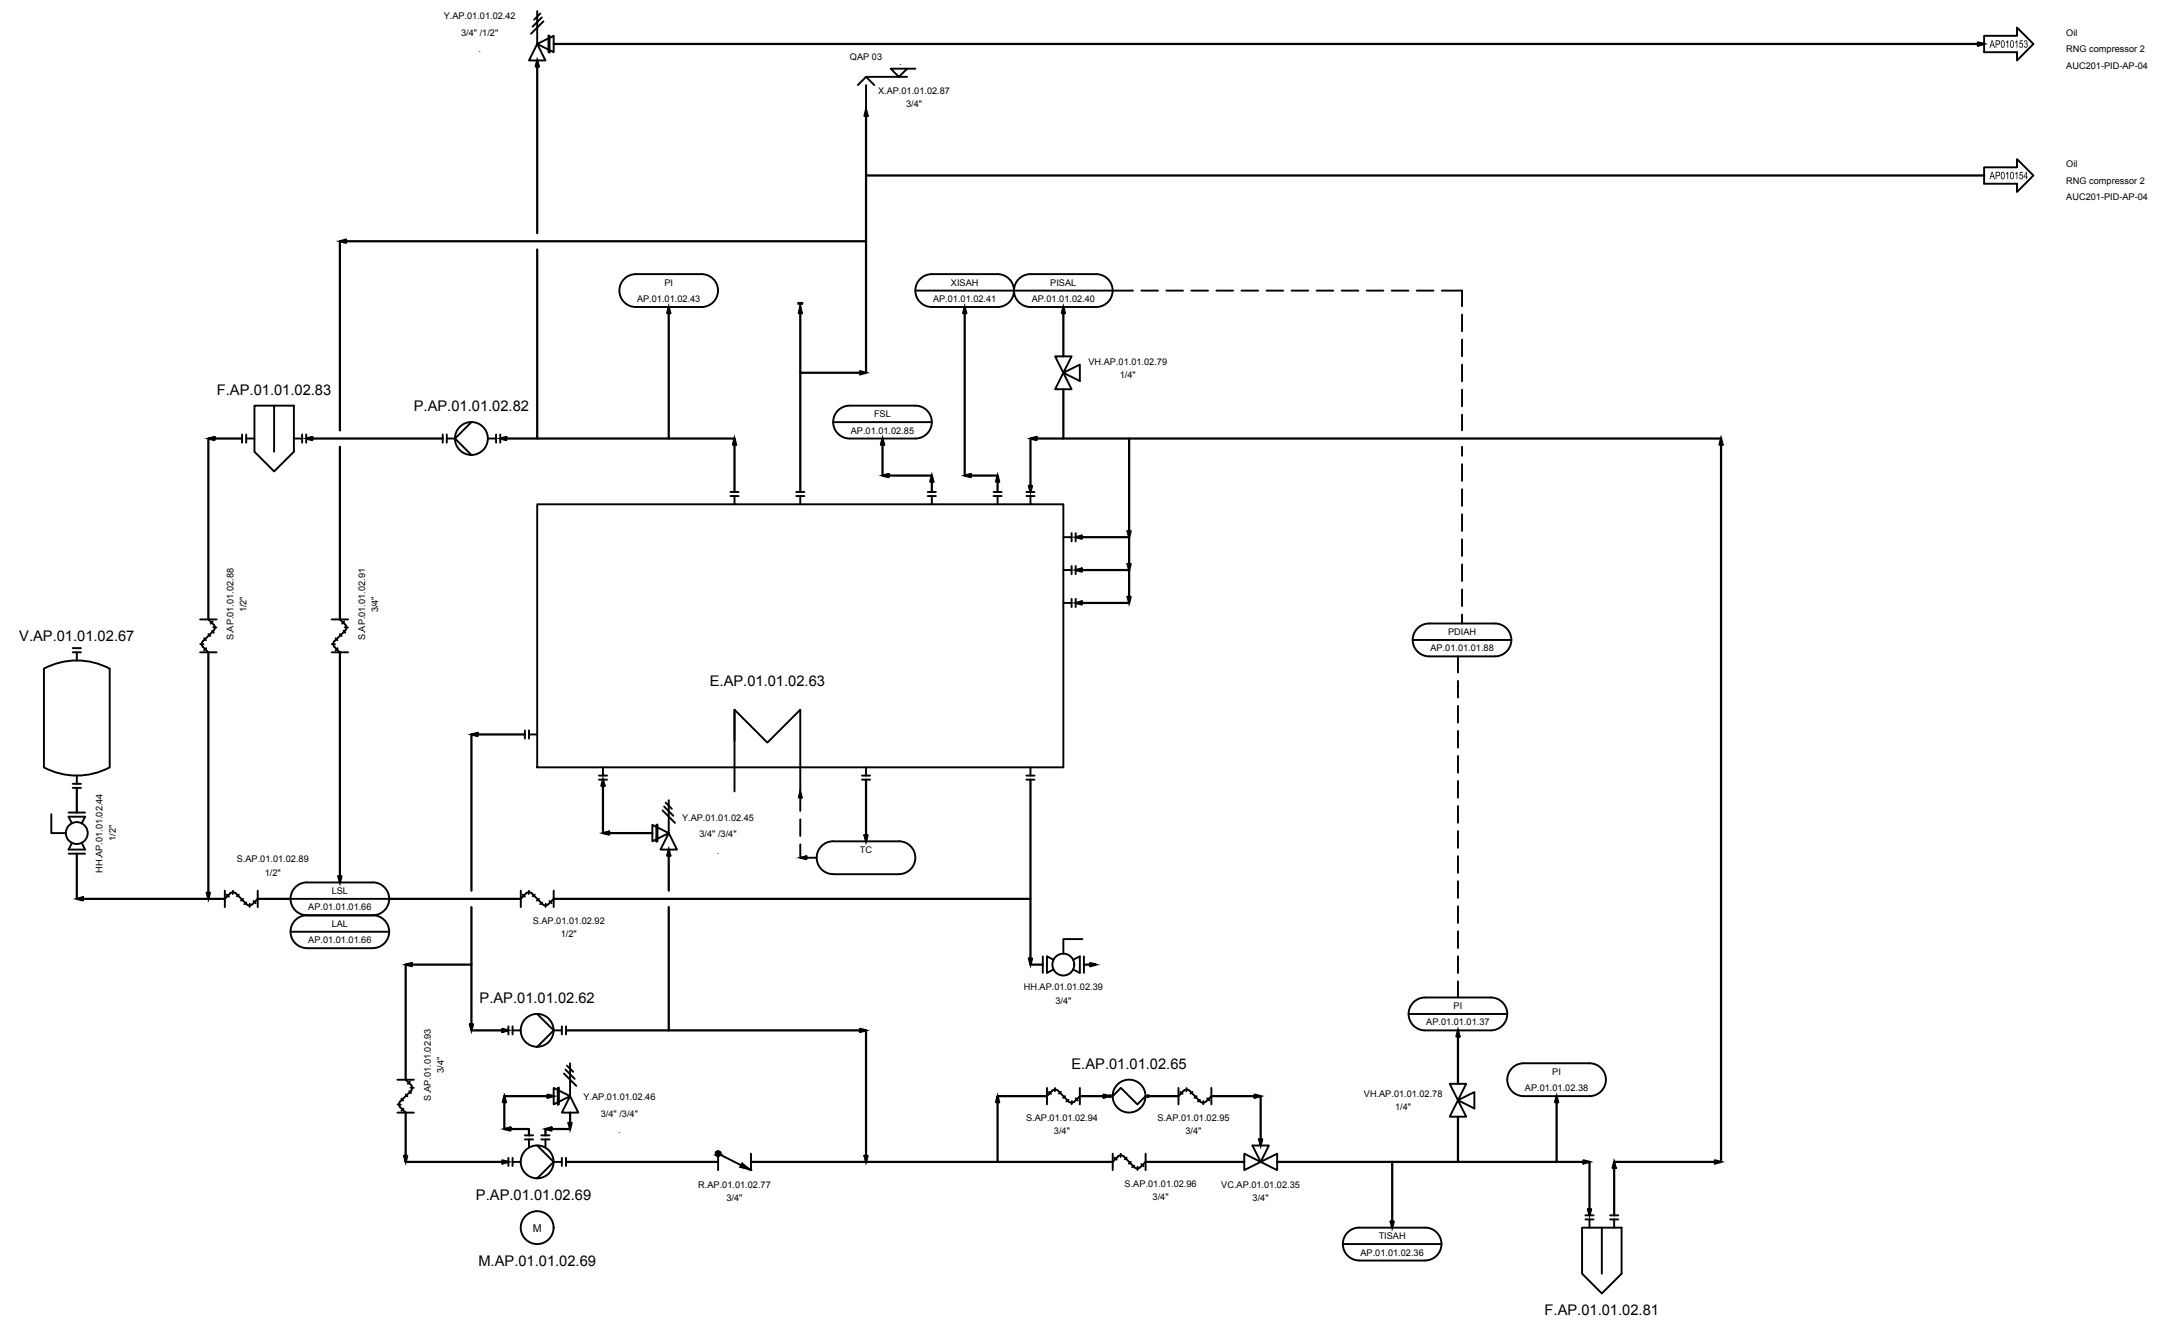 Y.AP.01.01.02.42
3/4" /1/2"
.
QAP 03
.
X.AP.01.01.02.87
3/4"
AP010153
Oil
RNG compressor 2
AUC201-PID-AP-04
AP010154
Oil
RNG compressor 2
AUC201-PID-AP-04
PI
AP.01.01.02.43
XISAH
AP.01.01.02.41
PISAL
AP.01.01.02.40
VH.AP.01.01.02.79
1/4"
F.AP.01.01.02.83
P.AP.01.01.02.82
FSL
AP.01.01.02.85
S.AP.01.01.02.88
1/2"
S.AP.01.01.02.91
3/4"
V.AP.01.01.02.67
PDIAH
AP.01.01.01.88
E.AP.01.01.02.63
HH.AP.01.01.02.44
1/2"
Y.AP.01.01.02.45
3/4" /3/4"
.
TC
S.AP.01.01.02.89
1/2"
LSL
AP.01.01.01.66
LAL
AP.01.01.01.66
S.AP.01.01.02.92
1/2"
HH.AP.01.01.02.39
3/4"
P.AP.01.01.02.62
PI
AP.01.01.01.37
S.AP.01.01.02.93
3/4"
E.AP.01.01.02.65
PI
AP.01.01.02.38
Y.AP.01.01.02.46
3/4" /3/4"
.
VH.AP.01.01.02.78
1/4"
S.AP.01.01.02.94
3/4"
S.AP.01.01.02.95
3/4"
P.AP.01.01.02.69
R.AP.01.01.02.77
3/4"
S.AP.01.01.02.96
3/4"
VC.AP.01.01.02.35
3/4"
M
M.AP.01.01.02.69
TISAH
AP.01.01.02.36
F.AP.01.01.02.81